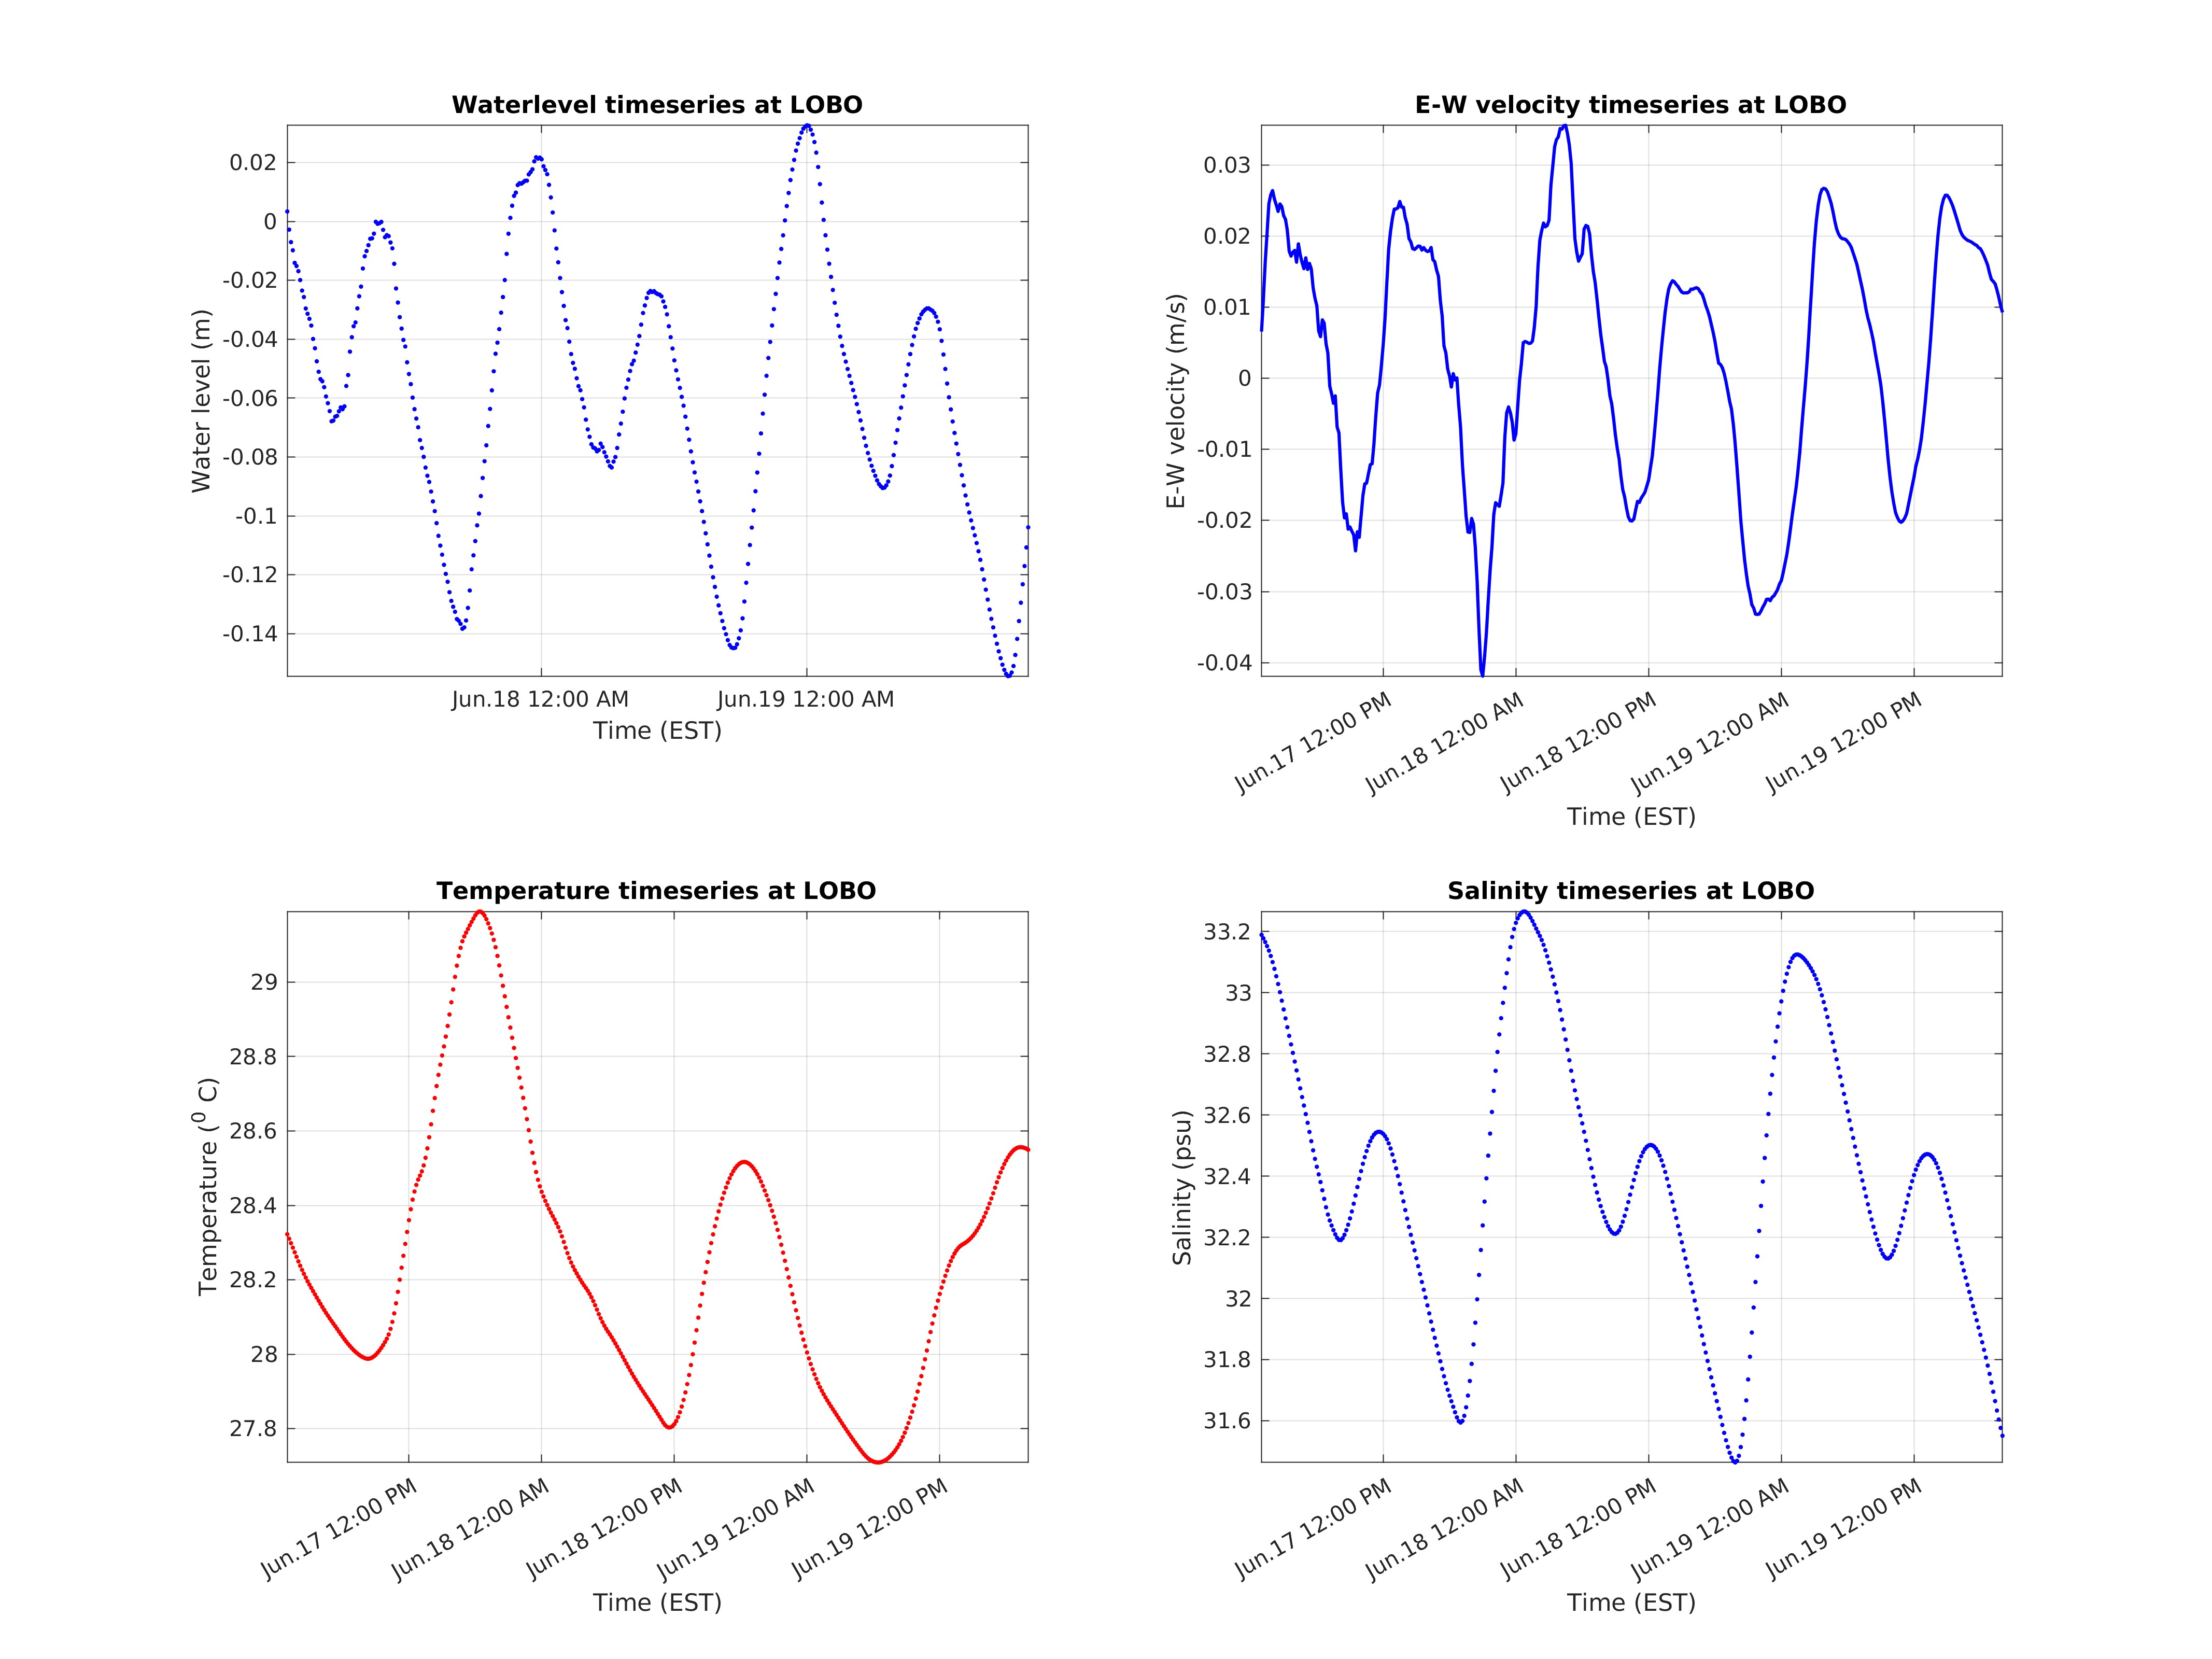 Waterlevel timeseries at LOBO
0.02
0
-0.02
-0.04
-0.06
-0.08
-0.1
-0.12
-0.14
Water level (m)
Jun.18 12:00 AM
Jun.19 12:00 AM
Time (EST)
E-W velocity timeseries at LOBO
0.03
0.02
0.01
0
-0.01
-0.02
-0.03
-0.04
E-W velocity (m/s)
Jun.17 12:00 PM
Jun.18 12:00 AM
Jun.18 12:00 PM
Jun.19 12:00 AM
Jun.19 12:00 PM
Time (EST)
Temperature timeseries at LOBO
29
28.8
28.6
28.4
28.2
28
27.8
Temperature (⁰ C)
Jun.17 12:00 PM
Jun.18 12:00 AM
Jun.18 12:00 PM
Jun.19 12:00 AM
Jun.19 12:00 PM
Time (EST)
Salinity timeseries at LOBO
33.2
33
32.8
32.6
32.4
32.2
32
31.8
31.6
Salinity (psu)
Jun.17 12:00 PM
Jun.18 12:00 AM
Jun.18 12:00 PM
Jun.19 12:00 AM
Jun.19 12:00 PM
Time (EST)